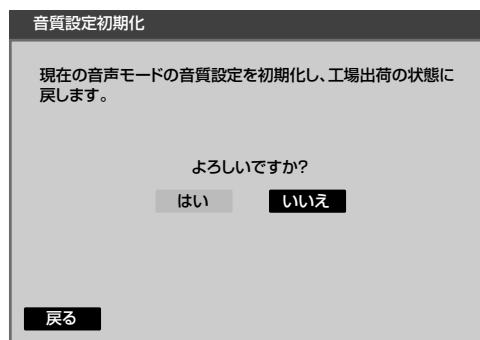 音質設定初期化
現在の音声モードの音質設定を初期化し、工場出荷の状態に
戻します。
よろしいですか?
はい いいえ
戻る